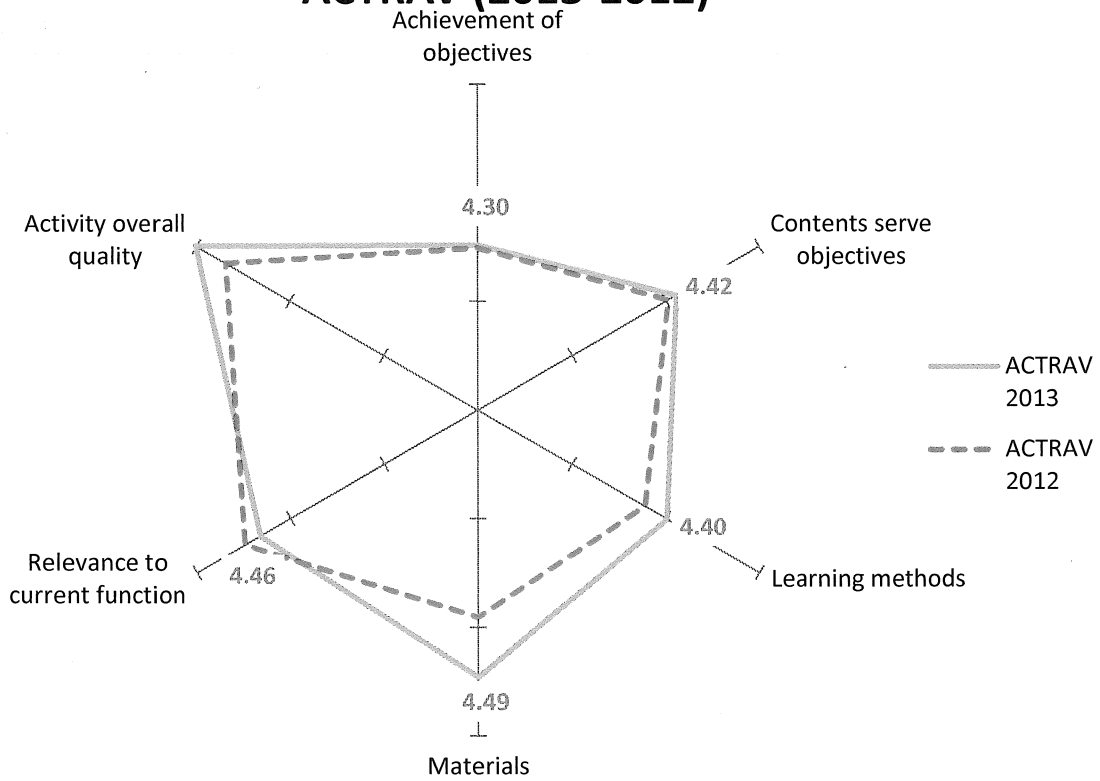 Achievement of
objectives
4.30
Activity overall
quality
Contents serve
objectives
4.42
ACTRAV
2013
ACTRAV
2012
4.40
Relevance to
current function
4.46
Learning methods
4.49
Materials